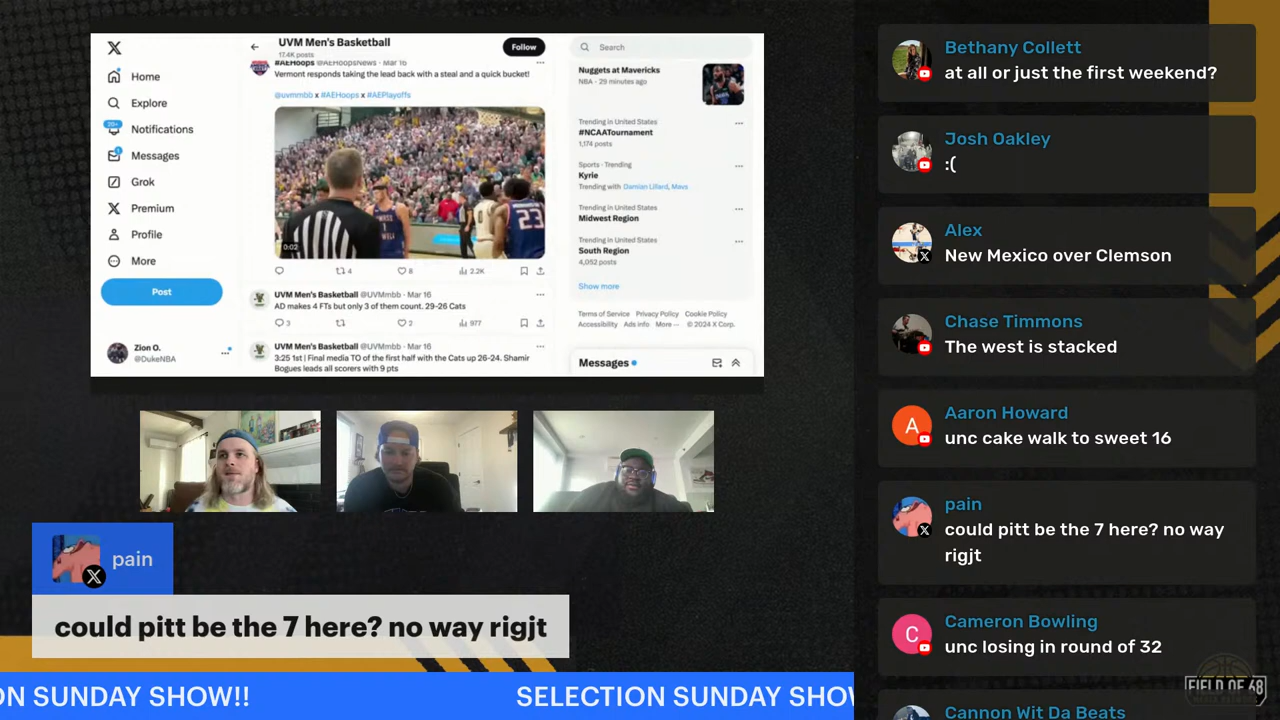 Home
Explore
20+
Notifications
Messages
Grok
Premium
Profile
More
Post
Zion O.
@DukeNBA
UVM Men's Basketball
17.4K posts
Follow
#AEHoops @AEHoopsNews · Mar 16
Vermont responds taking the lead back with a steal and a quick bucket!
@uvmmbb x #AEHoops x #AEPlayoffs
23
0:02
4
8
2.2K
UVM Men's Basketball @UVMmbb · Mar 16
AD makes 4 FTs but only 3 of them count. 29-26 Cats
3
2
977
UVM Men's Basketball @UVMmbb · Mar 16
3:25 1st | Final media TO of the first half with the Cats up 26-24. Shamir
Bogues leads all scorers with 9 pts
Search
Nuggets at Mavericks
NBA · 29 minutes ago
Trending in United States
#NCAATournament
1,174 posts
Sports · Trending
Kyrie
Trending with Damian Lillard, Mavs
Trending in United States
Midwest Region
Trending in United States
South Region
4,052 posts
Show more
Terms of Service Privacy Policy Cookie Policy
Accessibility Ads info More ··· © 2024 X Corp.
Messages
pain
could pitt be the 7 here? no way rigjt
ON SUNDAY SHOW!!
SELECTION SUNDAY SHOW
Bethany Collett
at all or just the first weekend?
Josh Oakley
:(
Alex
New Mexico over Clemson
Chase Timmons
The west is stacked
A
Aaron Howard
unc cake walk to sweet 16
pain
could pitt be the 7 here? no way
rigjt
C
Cameron Bowling
unc losing in round of 32
Cannon Wit Da Beats
FIELD OF 68